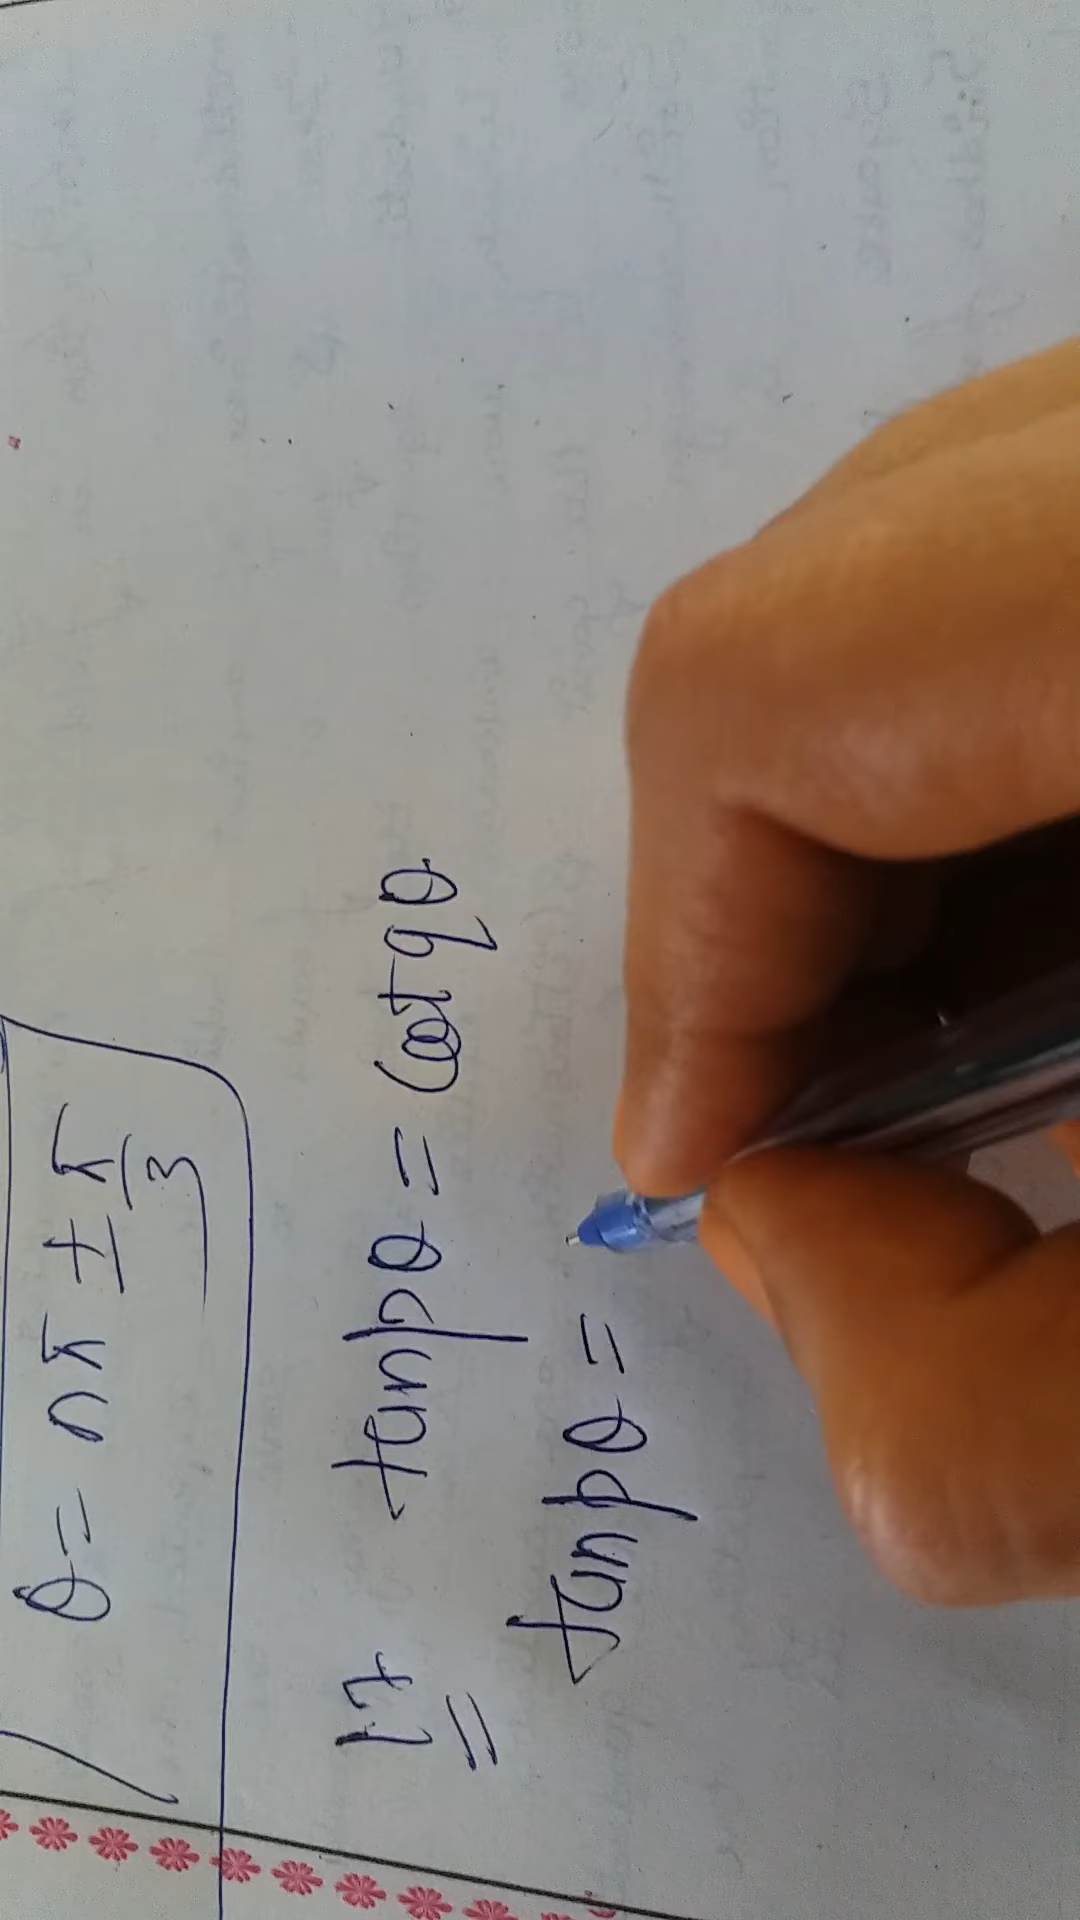 θ = nπ ± π/3
17 tanpθ = cotqθ
tanpθ =